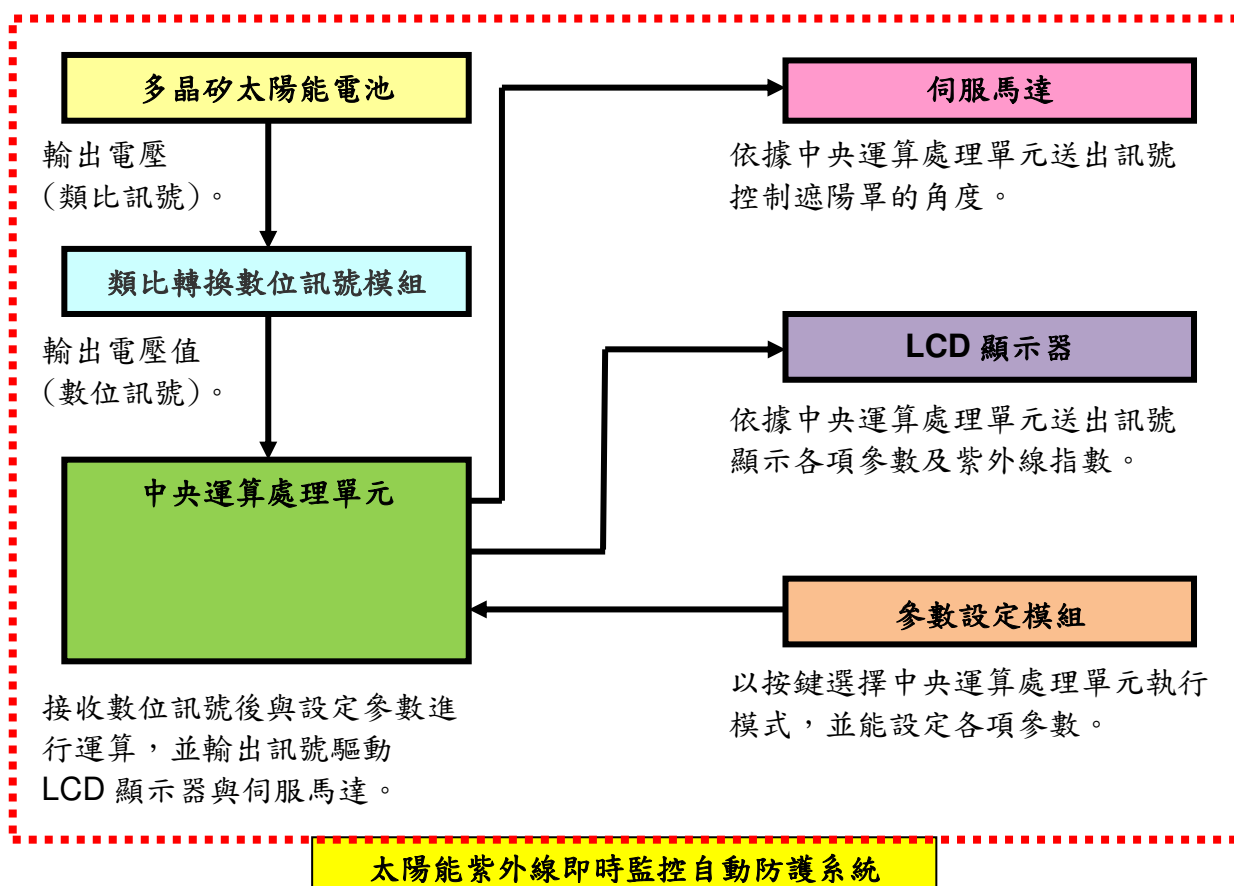 多晶矽太陽能電池
輸出電壓
(類比訊號)。
類比轉換數位訊號模組
輸出電壓值
(數位訊號)。
中央運算處理單元
接收數位訊號後與設定參數進
行運算，並輸出訊號驅動
LCD 顯示器與伺服馬達。
伺服馬達
依據中央運算處理單元送出訊號
控制遮陽罩的角度。
LCD 顯示器
依據中央運算處理單元送出訊號
顯示各項參數及紫外線指數。
參數設定模組
以按鍵選擇中央運算處理單元執行
模式，並能設定各項參數。
太陽能紫外線即時監控自動防護系統